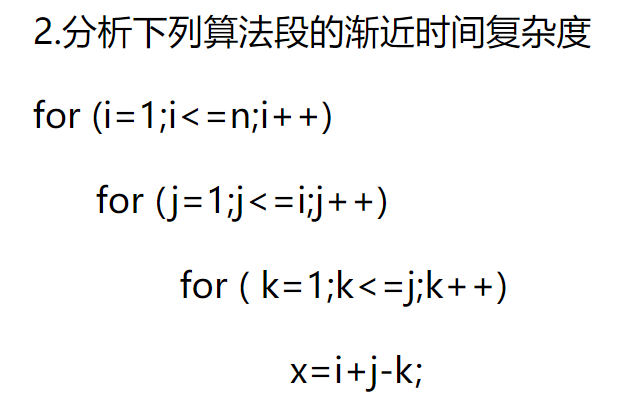 2.分析下列算法段的渐近时间复杂度
for (i=1;i<=n;i++)
for (j=1;j<=i;j++)
for ( k=1;k<=j;k++)
x=i+j-k;